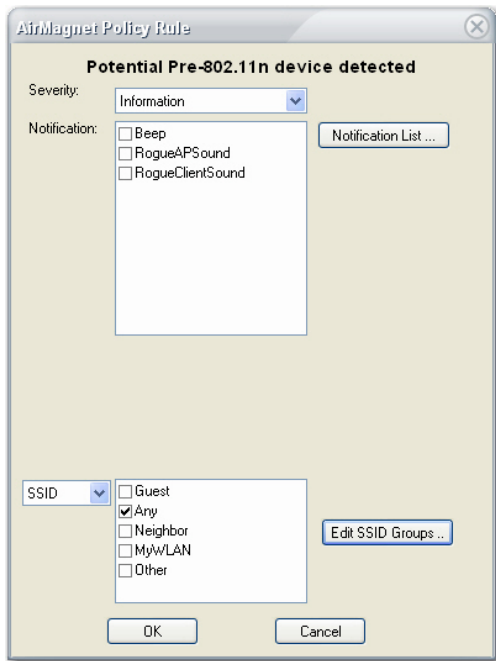 AirMagnet Policy Rule
Potential Pre-802.11n device detected
Severity:
Information
Notification:
Beep
RogueAPSound
RogueClientSound
Notification List ...
SSID
Guest
Any
Neighbor
MyWLAN
Other
Edit SSID Groups ..
OK
Cancel